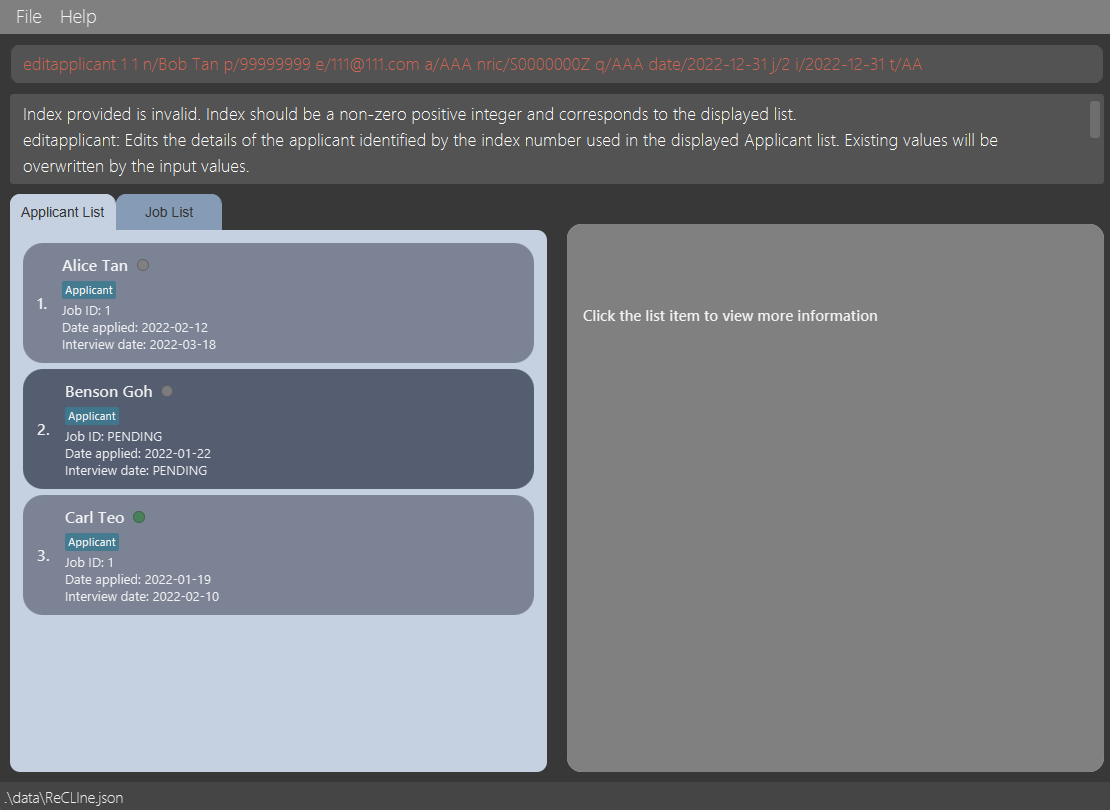 File Help
editapplicant 1 1 n/Bob Tan p/99999999 e/111@111.com a/AAA nric/S0000000Z q/AAA date/2022-12-31 j/2 i/2022-12-31 t/AA
Index provided is invalid. Index should be a non-zero positive integer and corresponds to the displayed list.
editapplicant: Edits the details of the applicant identified by the index number used in the displayed Applicant list. Existing values will be
overwritten by the input values.
Applicant List Job List
1.
Alice Tan
Applicant
Job ID: 1
Date applied: 2022-02-12
Interview date: 2022-03-18
2.
Benson Goh
Applicant
Job ID: PENDING
Date applied: 2022-01-22
Interview date: PENDING
3.
Carl Teo
Applicant
Job ID: 1
Date applied: 2022-01-19
Interview date: 2022-02-10
Click the list item to view more information
.\data\ReCLIne.json